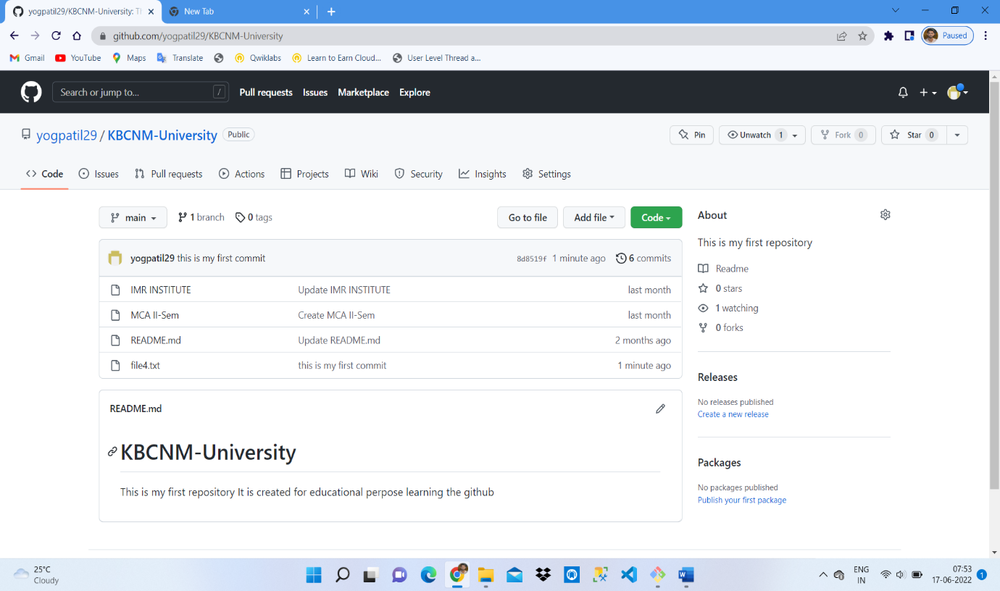 yogpatil29/KBCNM-University: Th
New Tab
github.com/yogpatil29/KBCNM-University
Paused
Gmail
YouTube
Maps
Translate
Qwiklabs
Learn to Earn Cloud...
User Level Thread a...
Search or jump to...
/
Pull requests
Issues
Marketplace
Explore
yogpatil29 / KBCNM-University
Public
Pin
Unwatch 1
Fork 0
Star 0
Code
Issues
Pull requests
Actions
Projects
Wiki
Security
Insights
Settings
main
1 branch
0 tags
Go to file
Add file
Code
yogpatil29 this is my first commit
8d8519f 1 minute ago
6 commits
IMR INSTITUTE
Update IMR INSTITUTE
last month
MCA II-Sem
Create MCA II-Sem
last month
README.md
Update README.md
2 months ago
file4.txt
this is my first commit
1 minute ago
About
This is my first repository
Readme
0 stars
1 watching
0 forks
Releases
No releases published
Create a new release
Packages
No packages published
Publish your first package
README.md
KBCNM-University
This is my first repository It is created for educational perpose learning the github
25°C
Cloudy
ENG
IN
07:53
17-06-2022
1